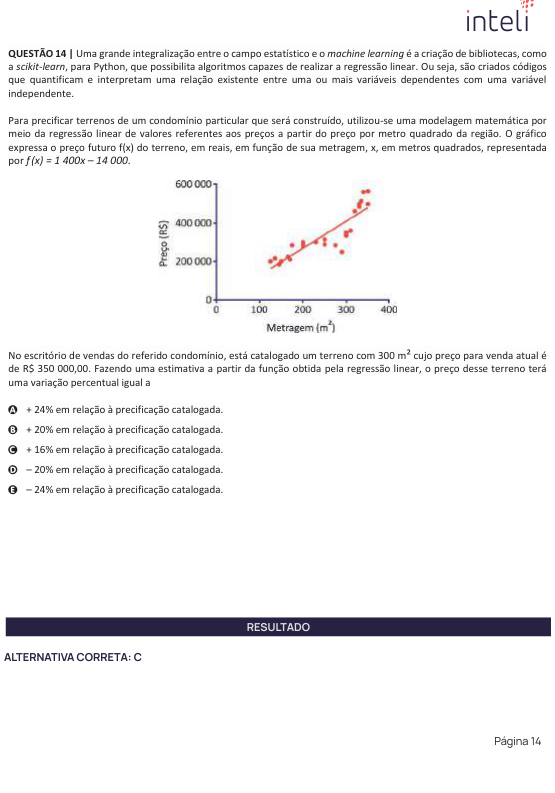 inteli
QUESTÃO 14 | Uma grande integralização entre o campo estatístico e o machine learning é a criação de bibliotecas, como
a scikit-learn, para Python, que possibilita algoritmos capazes de realizar a regressão linear. Ou seja, são criados códigos
que quantificam e interpretam uma relação existente entre uma ou mais variáveis dependentes com uma variável
independente.
Para precificar terrenos de um condomínio particular que será construído, utilizou-se uma modelagem matemática por
meio da regressão linear de valores referentes aos preços a partir do preço por metro quadrado da região. O gráfico
expressa o preço futuro f(x) do terreno, em reais, em função de sua metragem, x, em metros quadrados, representada
por f (x) = 1 400x – 14 000.
600 000
400 000
200 000
0
Preço (R$)
0 100 200 300 400
Metragem (m²)
No escritório de vendas do referido condomínio, está catalogado um terreno com 300 m² cujo preço para venda atual é
de R$ 350 000,00. Fazendo uma estimativa a partir da função obtida pela regressão linear, o preço desse terreno terá
uma variação percentual igual a
A + 24% em relação à precificação catalogada.
B + 20% em relação à precificação catalogada.
C + 16% em relação à precificação catalogada.
D – 20% em relação à precificação catalogada.
E – 24% em relação à precificação catalogada.
RESULTADO
ALTERNATIVA CORRETA: C
Página 14